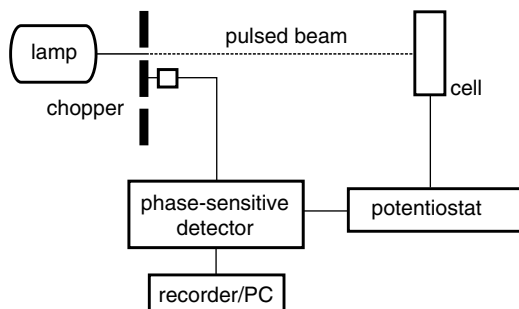 lamp
pulsed beam
chopper
cell
phase-sensitive
detector
potentiostat
recorder/PC